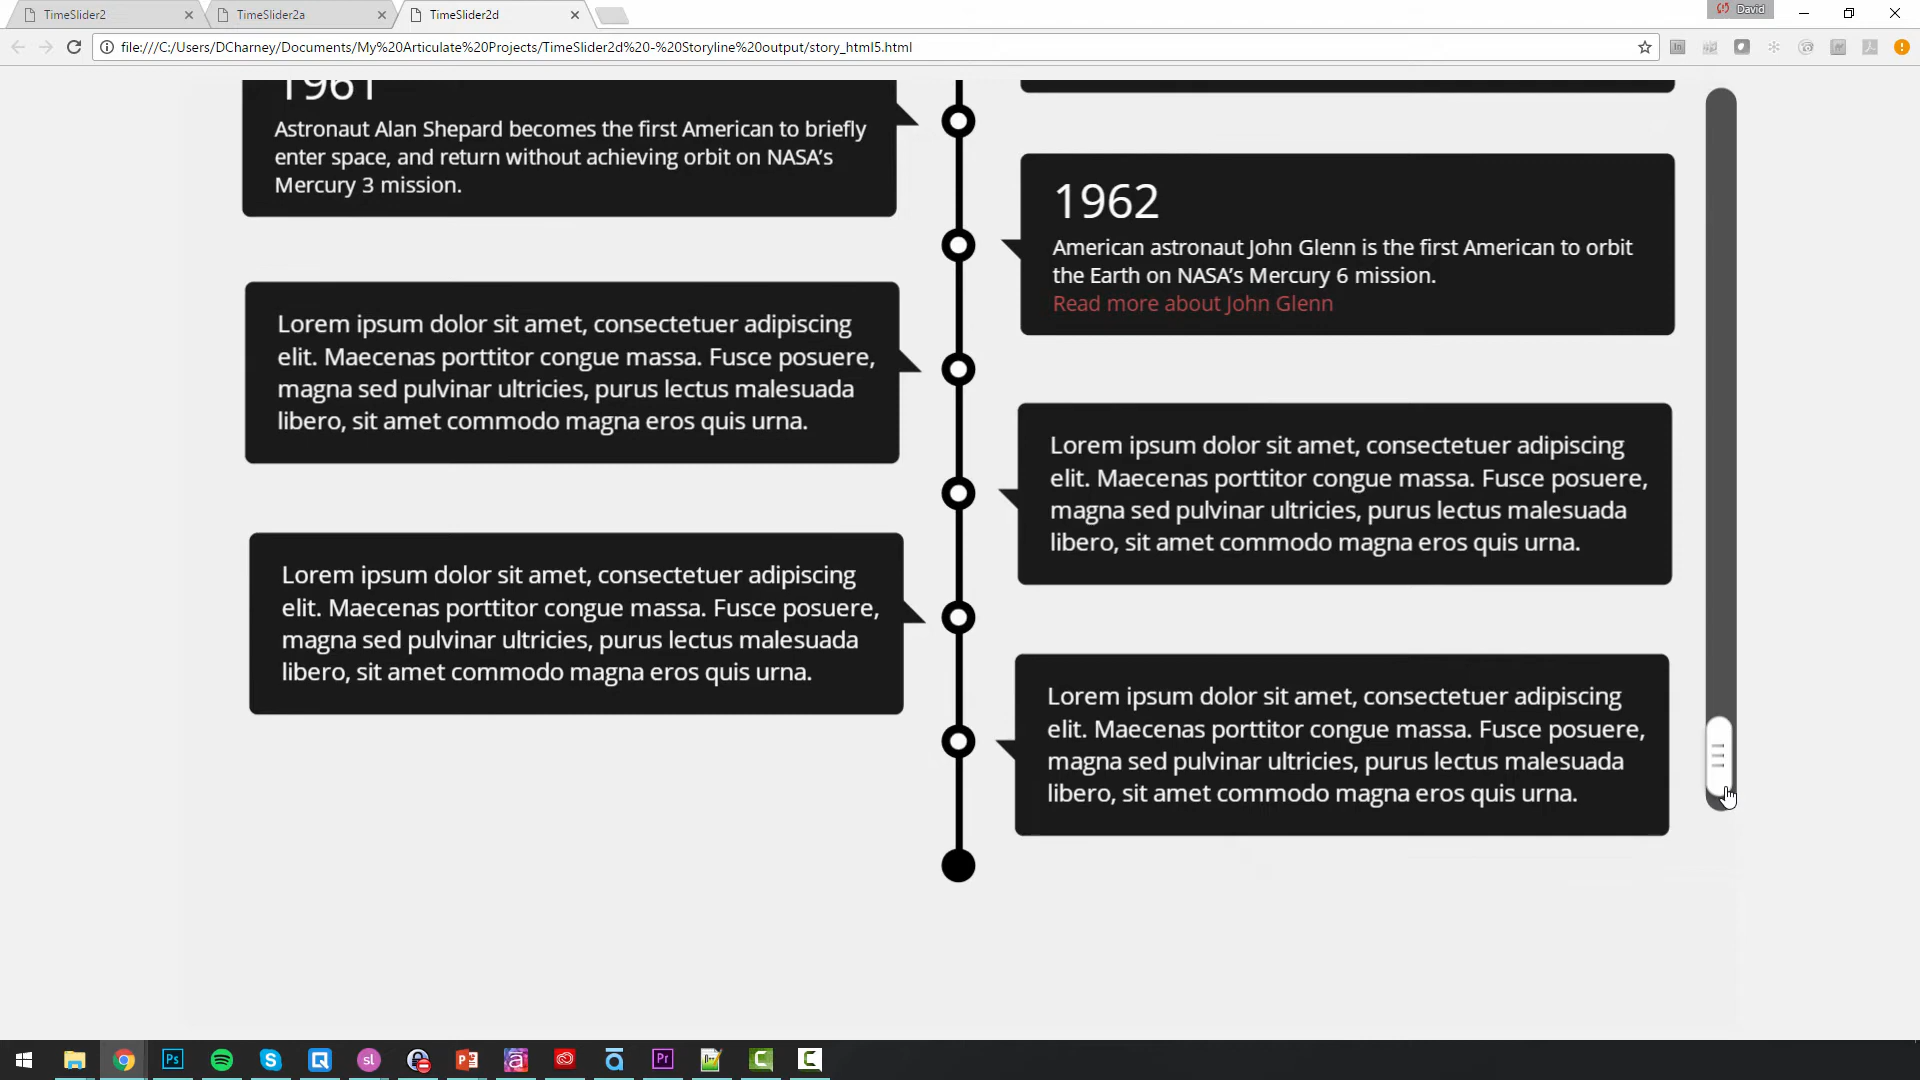 TimeSlider2
TimeSlider2a
TimeSlider2d
David
file:///C:/Users/DCharney/Documents/My%20Articulate%20Projects/TimeSlider2d%20-%20Storyline%20output/story_html5.html
1961
Astronaut Alan Shepard becomes the first American to briefly
enter space, and return without achieving orbit on NASA's
Mercury 3 mission.
1962
American astronaut John Glenn is the first American to orbit
the Earth on NASA's Mercury 6 mission.
Read more about John Glenn
Lorem ipsum dolor sit amet, consectetuer adipiscing
elit. Maecenas porttitor congue massa. Fusce posuere,
magna sed pulvinar ultricies, purus lectus malesuada
libero, sit amet commodo magna eros quis urna.
Lorem ipsum dolor sit amet, consectetuer adipiscing
elit. Maecenas porttitor congue massa. Fusce posuere,
magna sed pulvinar ultricies, purus lectus malesuada
libero, sit amet commodo magna eros quis urna.
Lorem ipsum dolor sit amet, consectetuer adipiscing
elit. Maecenas porttitor congue massa. Fusce posuere,
magna sed pulvinar ultricies, purus lectus malesuada
libero, sit amet commodo magna eros quis urna.
Lorem ipsum dolor sit amet, consectetuer adipiscing
elit. Maecenas porttitor congue massa. Fusce posuere,
magna sed pulvinar ultricies, purus lectus malesuada
libero, sit amet commodo magna eros quis urna.
Ps
sl
Pr